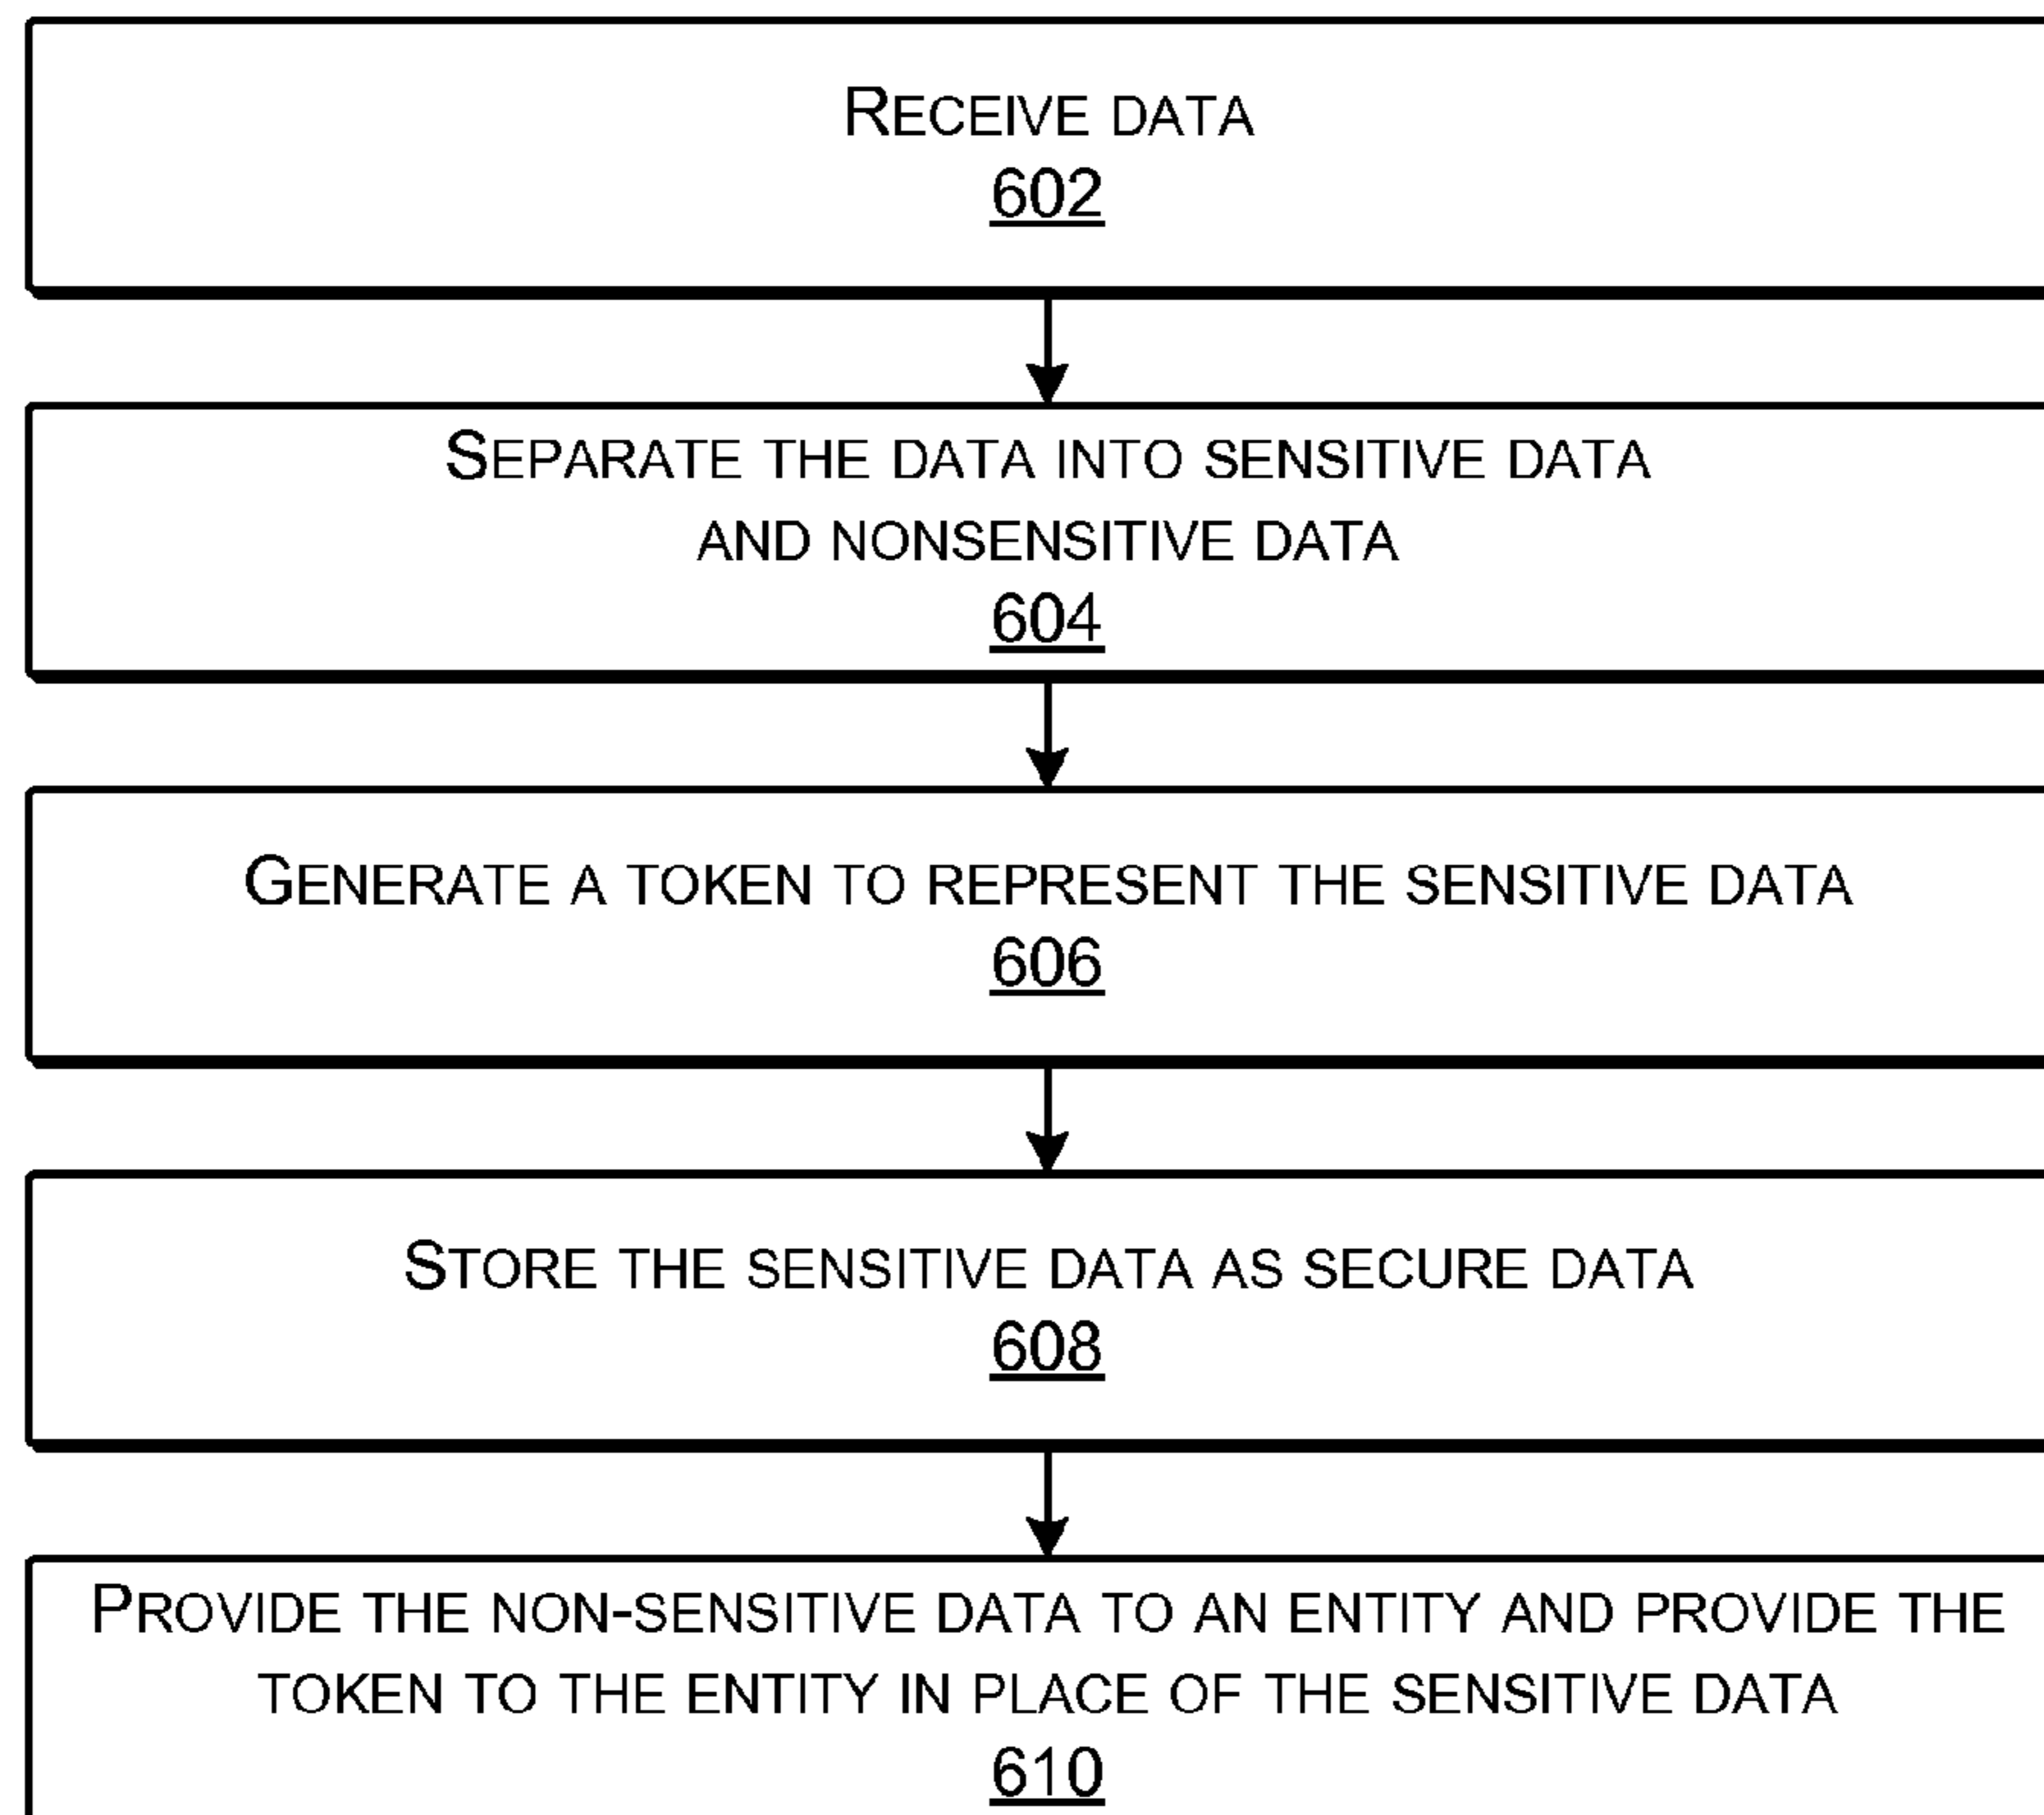 RECEIVE DATA
602
SEPARATE THE DATA INTO SENSITIVE DATA
AND NONSENSITIVE DATA
604
GENERATE A TOKEN TO REPRESENT THE SENSITIVE DATA
606
STORE THE SENSITIVE DATA AS SECURE DATA
608
PROVIDE THE NON-SENSITIVE DATA TO AN ENTITY AND PROVIDE THE
TOKEN TO THE ENTITY IN PLACE OF THE SENSITIVE DATA
610